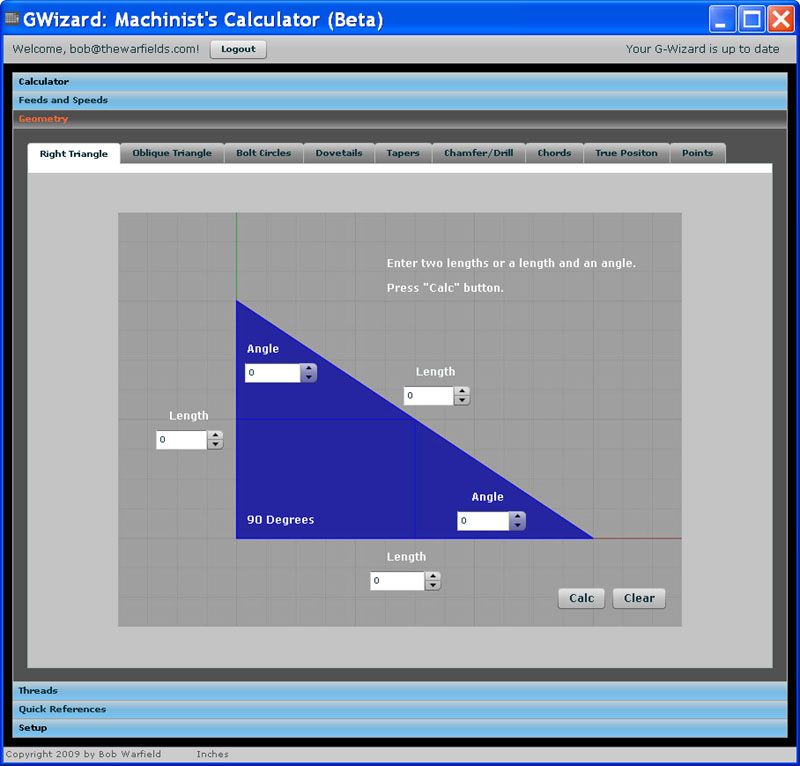 GWizard: Machinist's Calculator (Beta)
Welcome, bob@thewarfields.com! Logout Your G-Wizard is up to date
Calculator
Feeds and Speeds
Geometry
Right Triangle Oblique Triangle Bolt Circles Dovetails Tapers Chamfer/Drill Chords True Positon Points
Enter two lengths or a length and an angle.
Press "Calc" button.
Angle
0
Length
0
Length
0
Angle
0
90 Degrees
Length
0
Calc Clear
Threads
Quick References
Setup
Copyright 2009 by Bob Warfield Inches